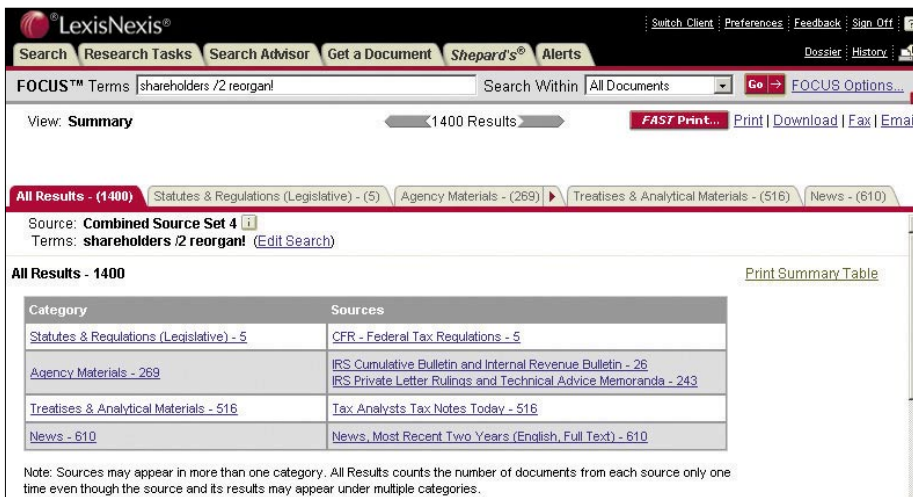 LexisNexis®
Switch Client | Preferences | Feedback | Sign Off | ?
Search Research Tasks Search Advisor Get a Document Shepard's® Alerts
Dossier | History |
FOCUS™ Terms shareholders /2 reorgan! Search Within All Documents Go → FOCUS Options...
View: Summary 1400 Results FAST Print... Print | Download | Fax | Emai
All Results - (1400) Statutes & Regulations (Legislative) - (5) Agency Materials - (269) Treatises & Analytical Materials - (516) News - (610)
Source: Combined Source Set 4 i
Terms: shareholders /2 reorgan! (Edit Search)
All Results - 1400 Print Summary Table
Category Sources
Statutes & Regulations (Legislative) - 5 CFR - Federal Tax Regulations - 5
Agency Materials - 269 IRS Cumulative Bulletin and Internal Revenue Bulletin - 26
IRS Private Letter Rulings and Technical Advice Memoranda - 243
Treatises & Analytical Materials - 516 Tax Analysts Tax Notes Today - 516
News - 610 News, Most Recent Two Years (English, Full Text) - 610
Note: Sources may appear in more than one category. All Results counts the number of documents from each source only one
time even though the source and its results may appear under multiple categories.